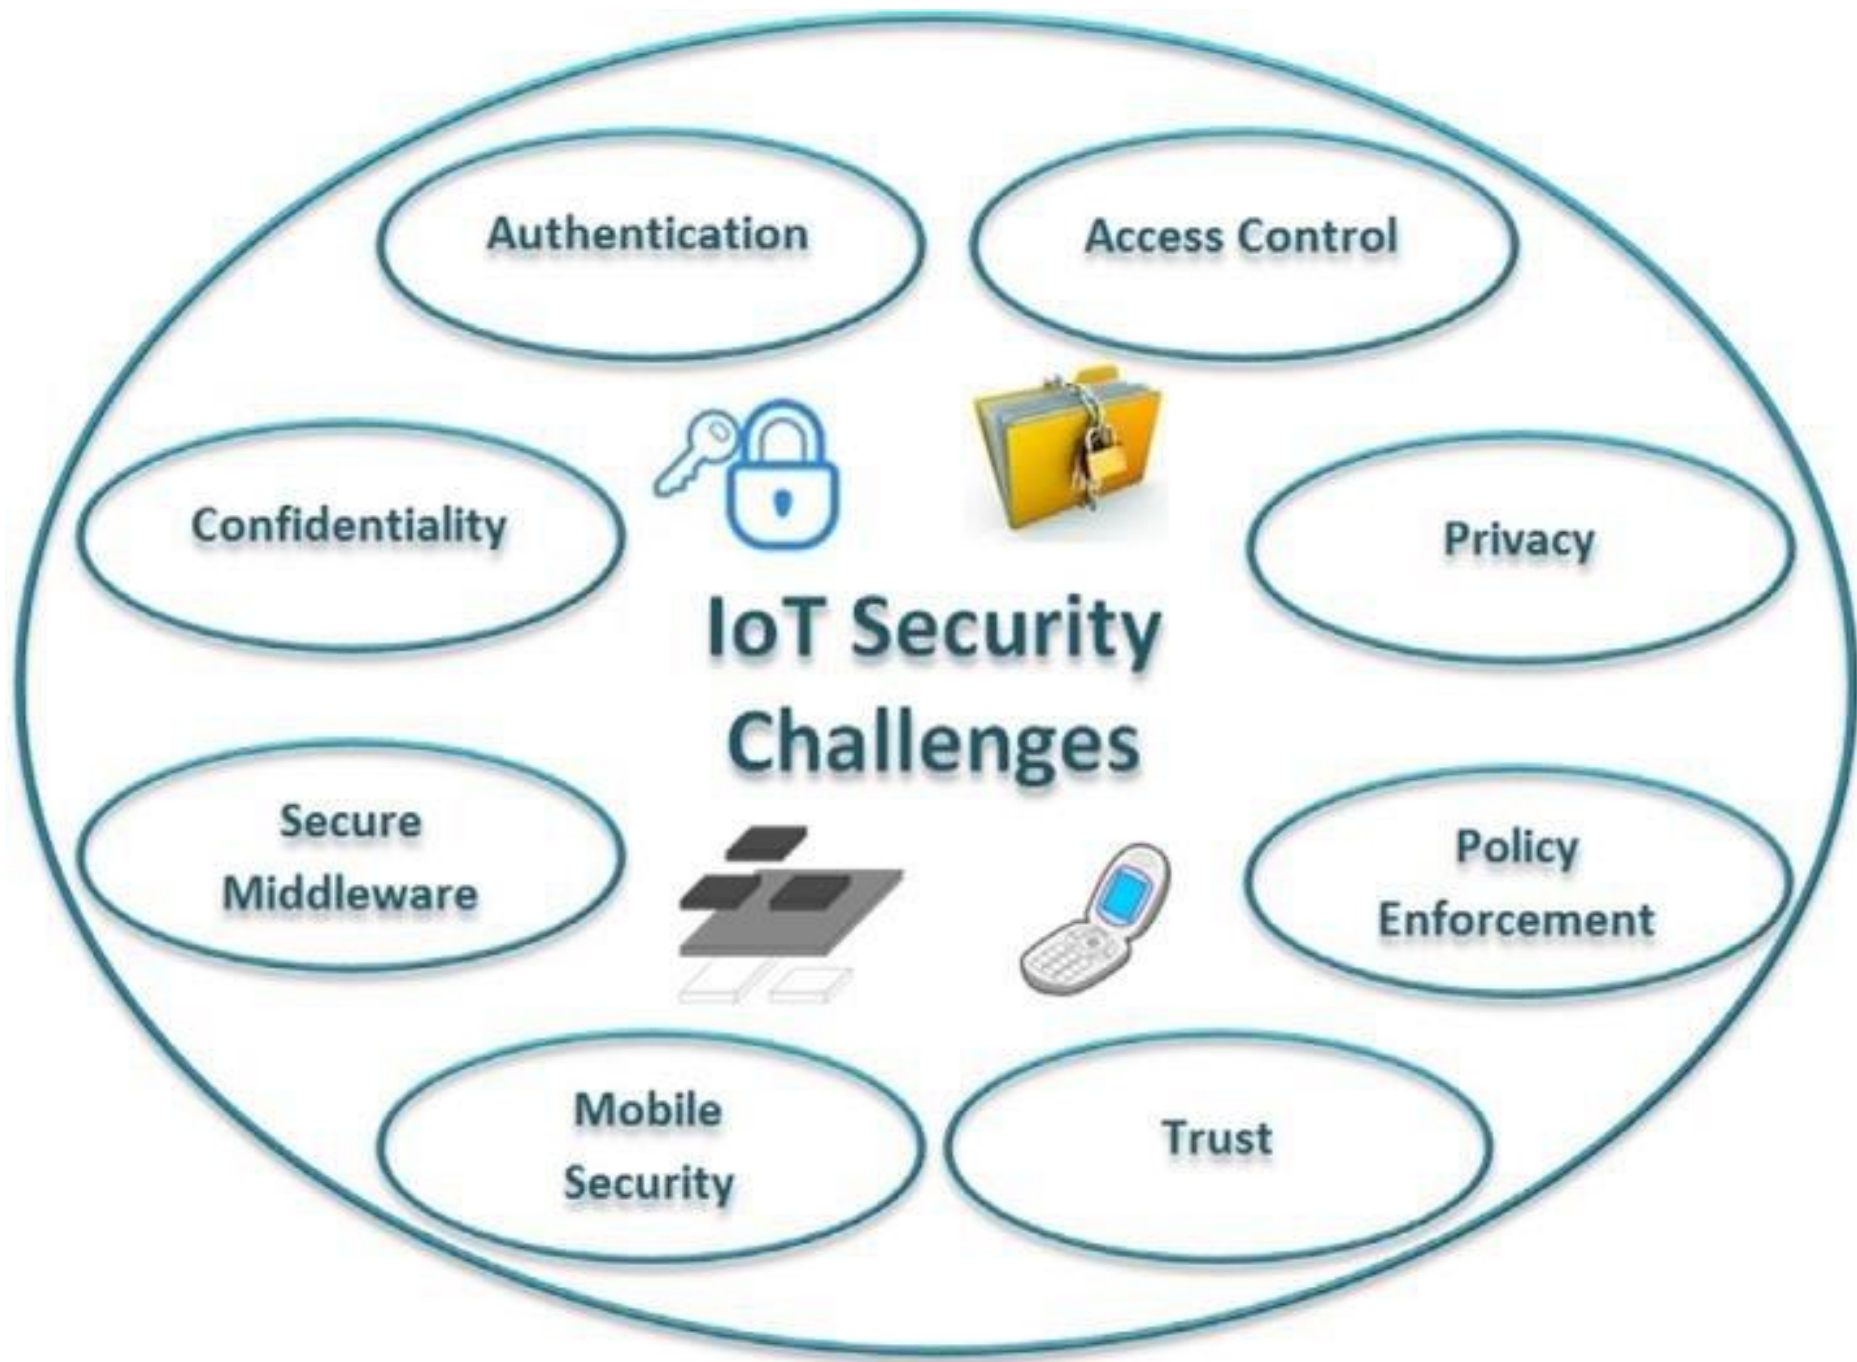 Authentication
Access Control
Confidentiality
Privacy
IoT Security
Challenges
Secure
Middleware
Policy
Enforcement
Mobile
Security
Trust